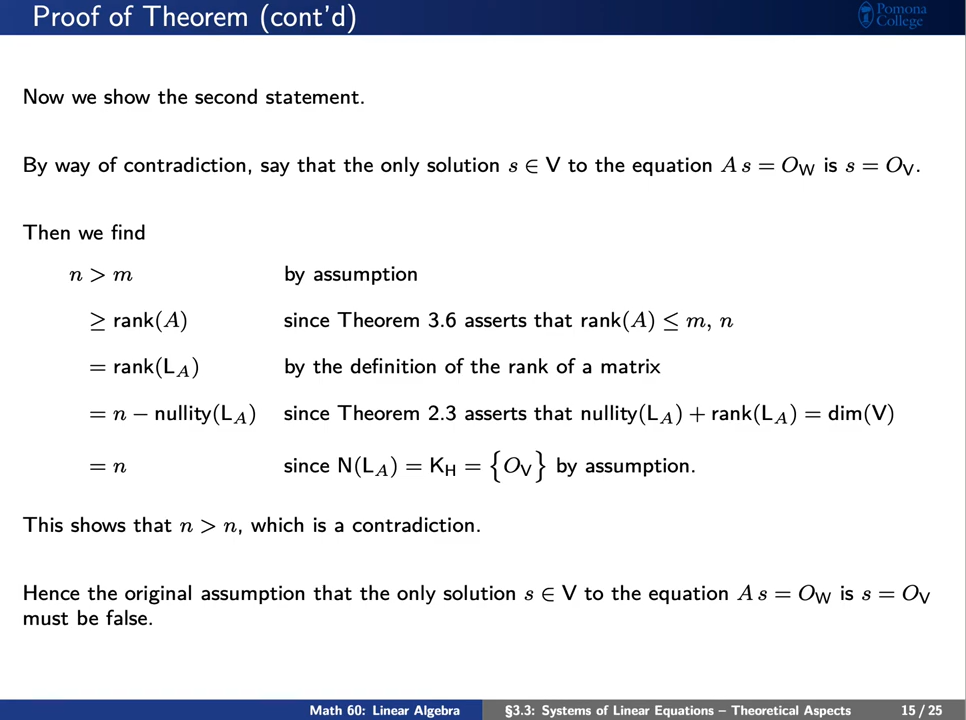 Proof of Theorem (cont'd)
Pomona
College
Now we show the second statement.
By way of contradiction, say that the only solution s ∈ V to the equation A s = O_W is s = O_V.
Then we find
n > m by assumption
≥ rank(A) since Theorem 3.6 asserts that rank(A) ≤ m, n
= rank(L_A) by the definition of the rank of a matrix
= n − nullity(L_A) since Theorem 2.3 asserts that nullity(L_A) + rank(L_A) = dim(V)
= n since N(L_A) = K_H = {O_V} by assumption.
This shows that n > n, which is a contradiction.
Hence the original assumption that the only solution s ∈ V to the equation A s = O_W is s = O_V
must be false.
Math 60: Linear Algebra §3.3: Systems of Linear Equations – Theoretical Aspects 15 / 25